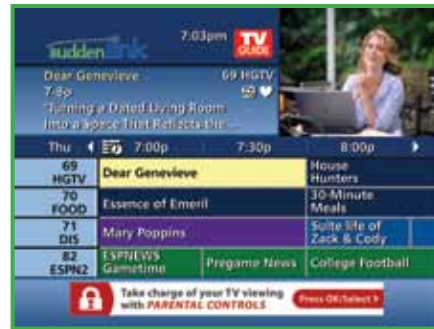 suddenlink
7:03pm
TV GUIDE
Dear Genevieve 69 HGTV
7-8p
Turning a Dated Living Room
Into a Space That Reflects the...
Thu 7:00p 7:30p 8:00p
69 HGTV Dear Genevieve House Hunters
70 FOOD Essence of Emeril 30-Minute Meals
71 DIS Mary Poppins Suite life of Zack & Cody
82 ESPN2 ESPNEWS Gametime Pregame News College Football
Take charge of your TV viewing
with PARENTAL CONTROLS
Press OK/Select